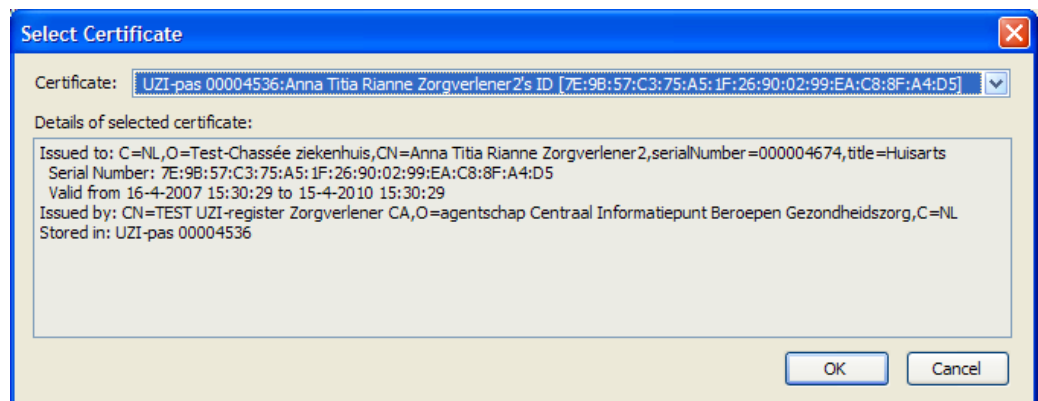 Select Certificate
Certificate: UZI-pas 00004536:Anna Titia Rianne Zorgverlener2's ID [7E:9B:57:C3:75:A5:1F:26:90:02:99:EA:C8:8F:A4:D5]
Details of selected certificate:
Issued to: C=NL,O=Test-Chassée ziekenhuis,CN=Anna Titia Rianne Zorgverlener2,serialNumber=000004674,title=Huisarts
Serial Number: 7E:9B:57:C3:75:A5:1F:26:90:02:99:EA:C8:8F:A4:D5
Valid from 16-4-2007 15:30:29 to 15-4-2010 15:30:29
Issued by: CN=TEST UZI-register Zorgverlener CA,O=agentschap Centraal Informatiepunt Beroepen Gezondheidszorg,C=NL
Stored in: UZI-pas 00004536
OK Cancel